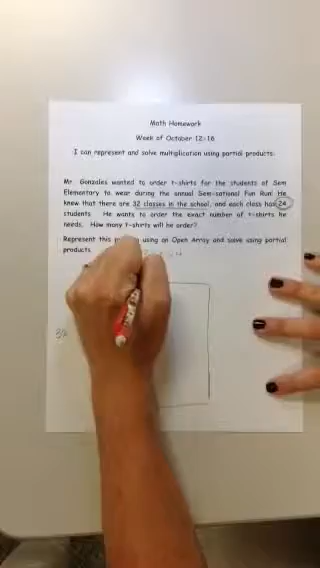 Math Homework
Week of October 12-16
I can represent and solve multiplication using partial products.
Mr. Gonzales wanted to order t-shirts for the students of Sem
Elementary to wear during the annual Sem-sational Fun Run! He
knew that there are 32 classes in the school, and each class has 24
students. He wants to order the exact number of t-shirts he
needs. How many t-shirts will he order?
Represent this using an Open Array and solve using partial
products.
32